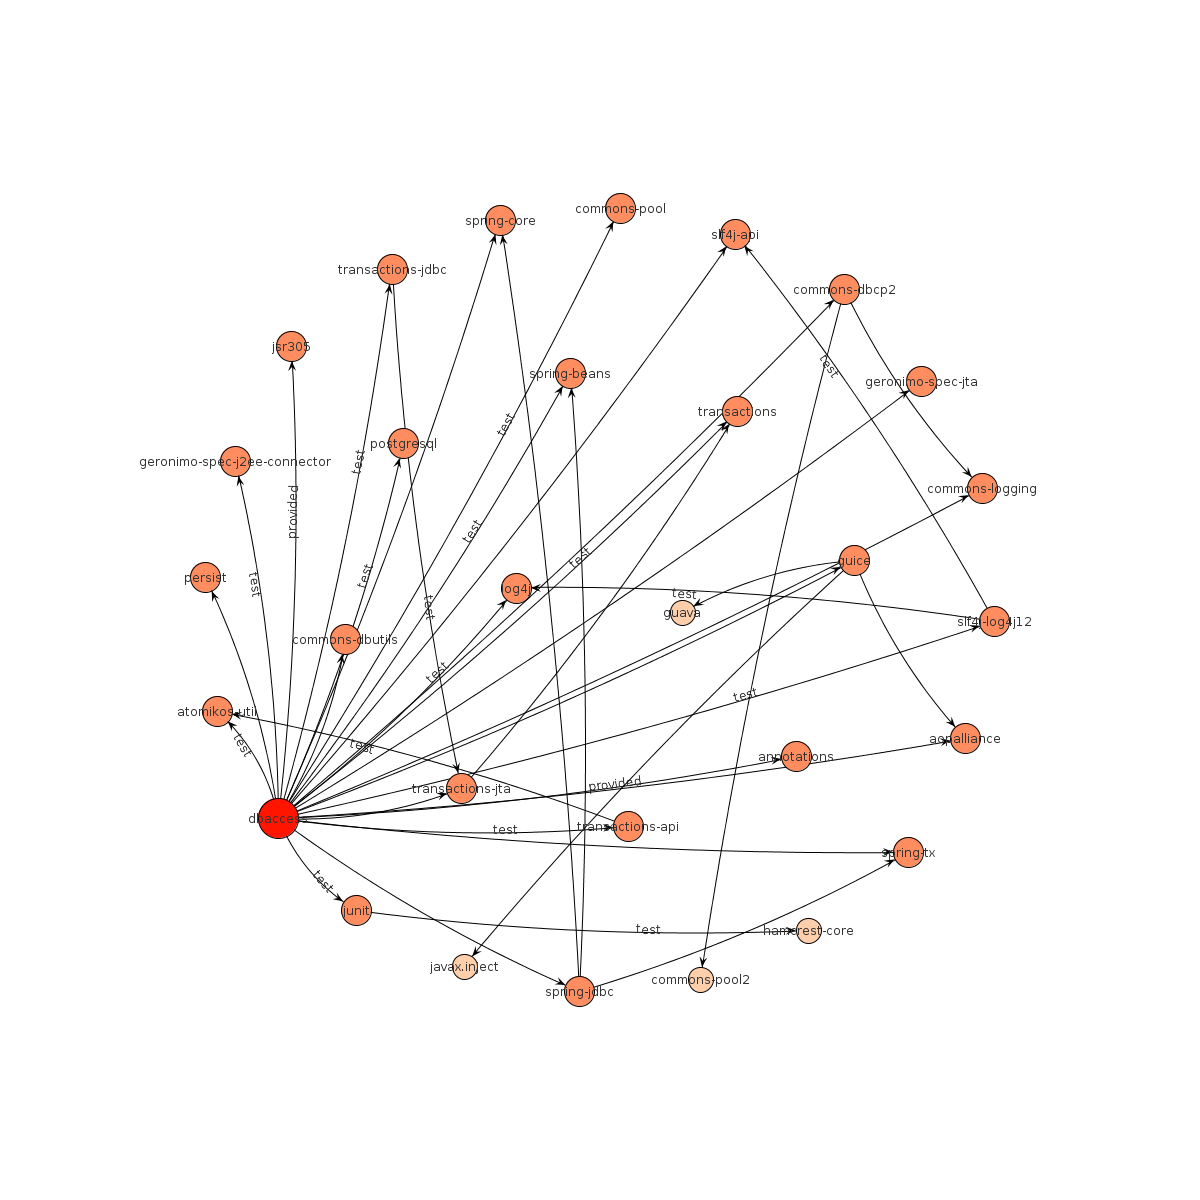 commons-pool
spring-core
slf4j-api
transactions-jdbc
commons-dbcp2
jsr305
test
spring-beans
geronimo-spec-jta
transactions
test
postgresql
test
geronimo-spec-j2ee-connector
commons-logging
provided
test
test
guice
persist
test
test
log4j
test
test
guava
slf4j-log4j12
commons-dbutils
test
test
atomikos-util
aopalliance
test
test
annotations
provided
transactions-jta
dbaccess
transactions-api
test
spring-tx
test
junit
test
hamcrest-core
javax.inject
commons-pool2
spring-jdbc